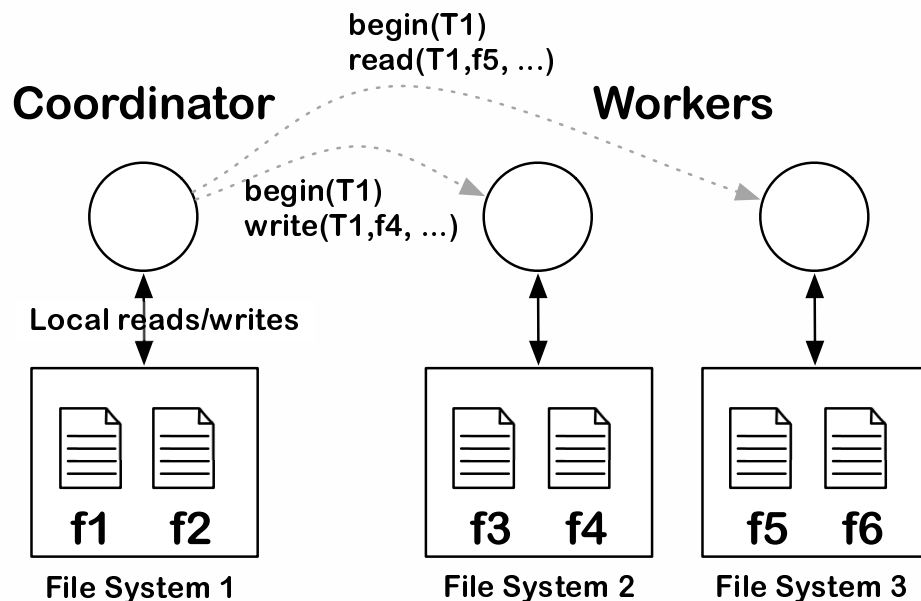 begin(T1)
read(T1,f5, ...)
Coordinator
Workers
begin(T1)
write(T1,f4, ...)
Local reads/writes
f1 f2
f3 f4
f5 f6
File System 1
File System 2
File System 3